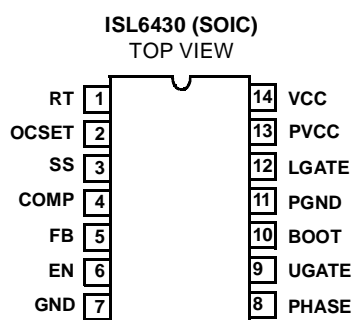 ISL6430 (SOIC)
TOP VIEW
RT 1 14 VCC
OCSET 2 13 PVCC
SS 3 12 LGATE
COMP 4 11 PGND
FB 5 10 BOOT
EN 6 9 UGATE
GND 7 8 PHASE